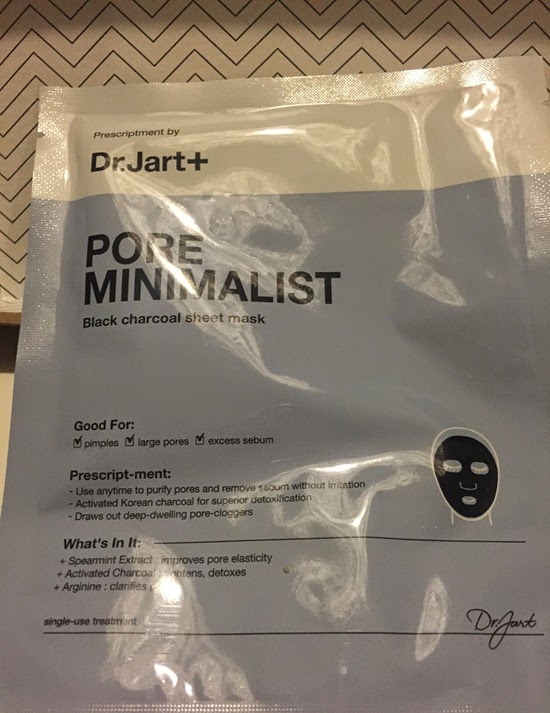 Prescriptment by
Dr.Jart+
PORE
MINIMALIST
Black charcoal sheet mask
Good For:
pimples large pores excess sebum
Prescript-ment:
- Use anytime to purify pores and remove sebum without irritation
- Activated Korean charcoal for superior detoxification
- Draws out deep-dwelling pore-cloggers
What's In It:
+ Spearmint Extract : improves pore elasticity
+ Activated Charcoal : tightens, detoxes
+ Arginine : clarifies
single-use treatment
Dr.Jart